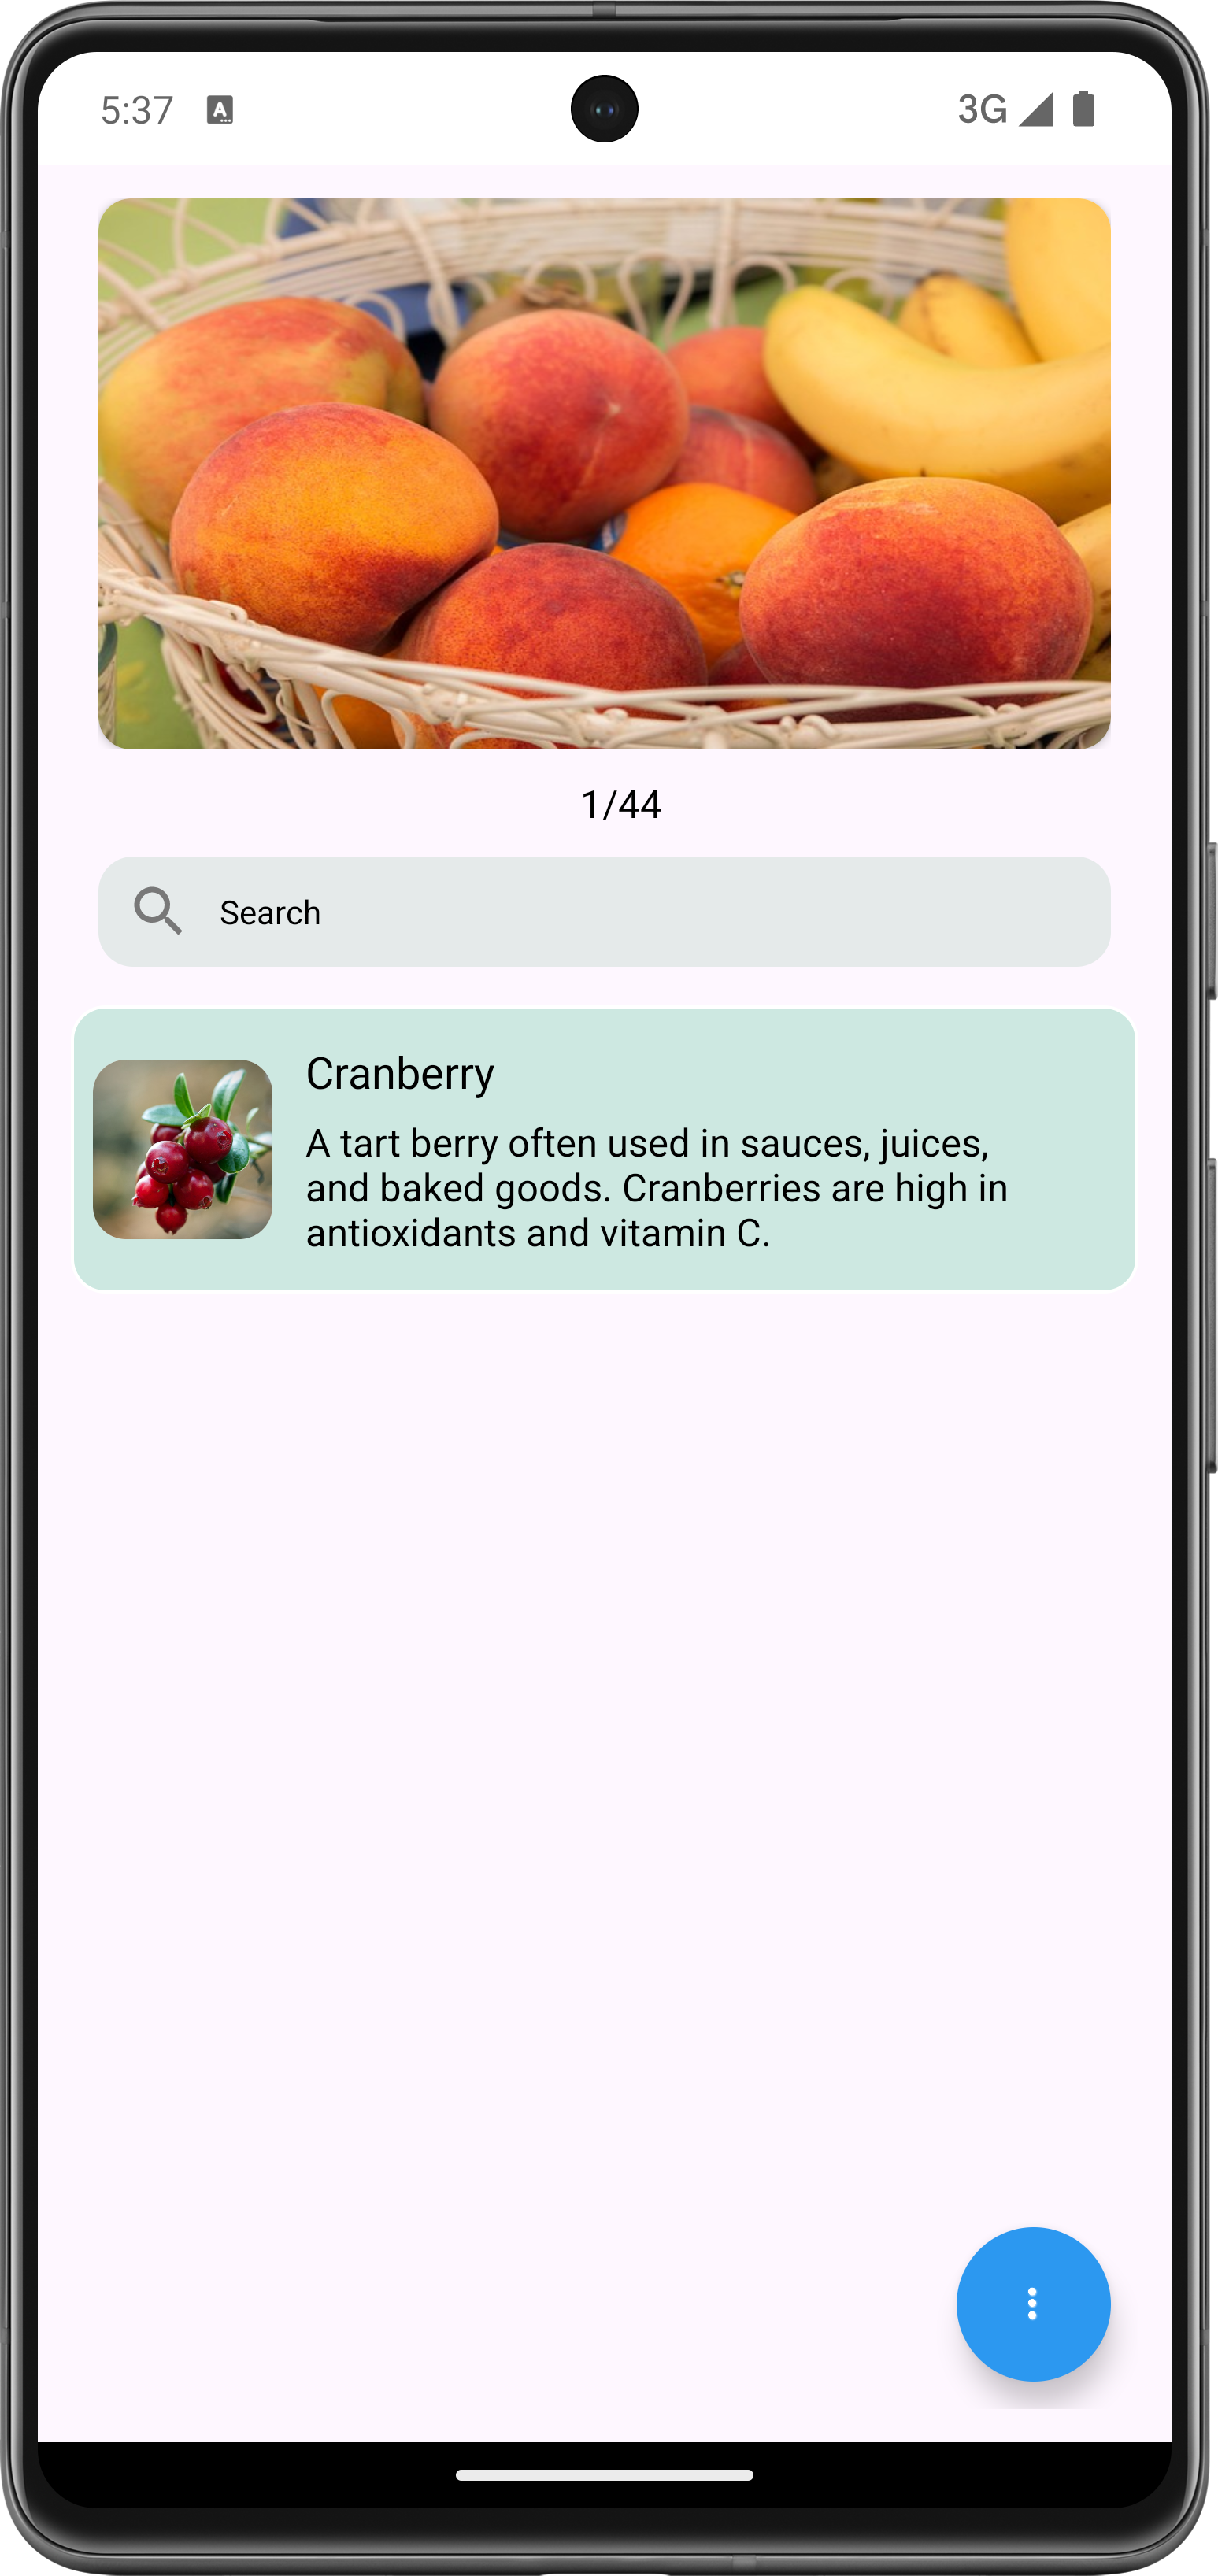 5:37 A 3G
1/44
Search
Cranberry
A tart berry often used in sauces, juices,
and baked goods. Cranberries are high in
antioxidants and vitamin C.